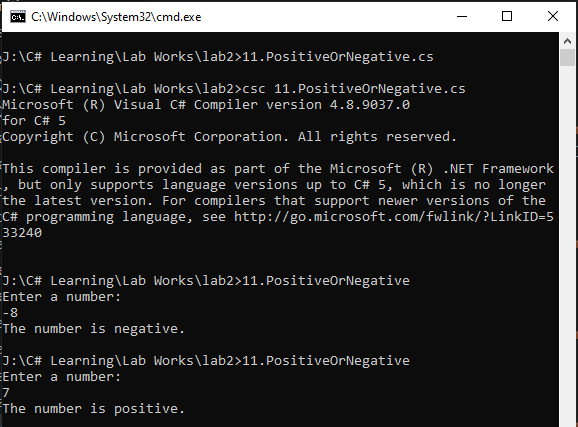 C:\Windows\System32\cmd.exe
J:\C# Learning\Lab Works\lab2>11.PositiveOrNegative.cs
J:\C# Learning\Lab Works\lab2>csc 11.PositiveOrNegative.cs
Microsoft (R) Visual C# Compiler version 4.8.9037.0
for C# 5
Copyright (C) Microsoft Corporation. All rights reserved.
This compiler is provided as part of the Microsoft (R) .NET Framework
, but only supports language versions up to C# 5, which is no longer
the latest version. For compilers that support newer versions of the
C# programming language, see http://go.microsoft.com/fwlink/?LinkID=5
33240
J:\C# Learning\Lab Works\lab2>11.PositiveOrNegative
Enter a number:
-8
The number is negative.
J:\C# Learning\Lab Works\lab2>11.PositiveOrNegative
Enter a number:
7
The number is positive.